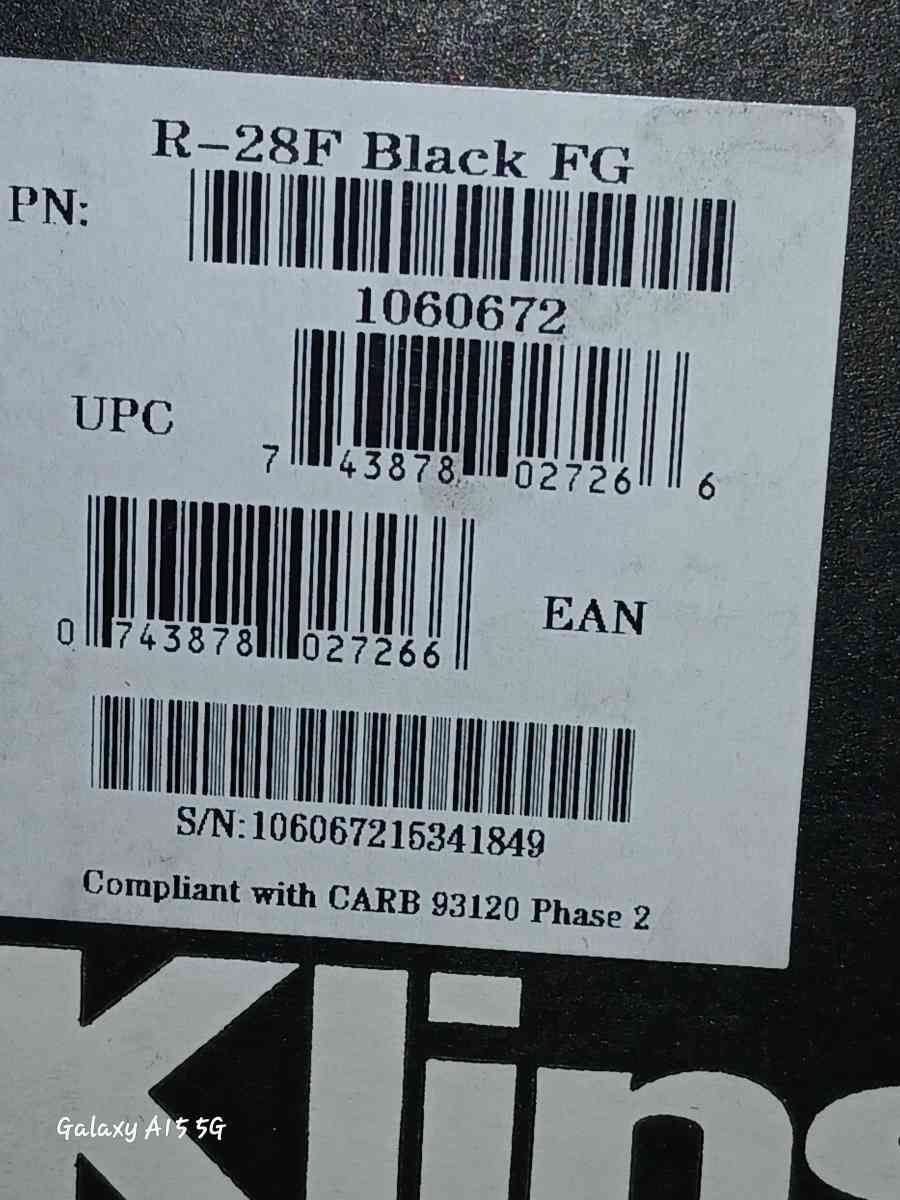 R-28F Black FG
PN:
1060672
UPC
7 43878 02726 6
0 743878 027266
EAN
S/N:106067215341849
Compliant with CARB 93120 Phase 2
Galaxy A15 5G